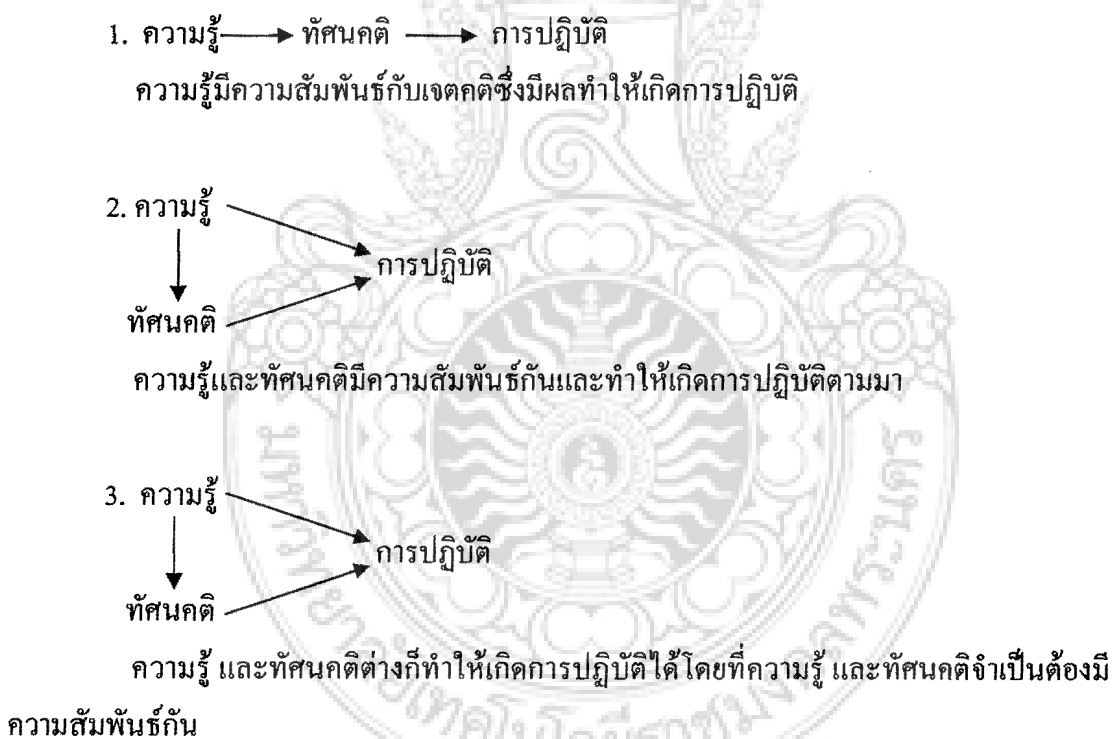 1. ความรู้ → ทัศนคติ → การปฏิบัติ
ความรู้มีความสัมพันธ์กับเจตคติซึ่งมีผลทำให้เกิดการปฏิบัติ
2. ความรู้
การปฏิบัติ
ทัศนคติ
ความรู้และทัศนคติมีความสัมพันธ์กันและทำให้เกิดการปฏิบัติตามมา
3. ความรู้
การปฏิบัติ
ทัศนคติ
ความรู้ และทัศนคติต่างก็ทำให้เกิดการปฏิบัติได้โดยที่ความรู้ และทัศนคติจำเป็นต้องมี
ความสัมพันธ์กัน